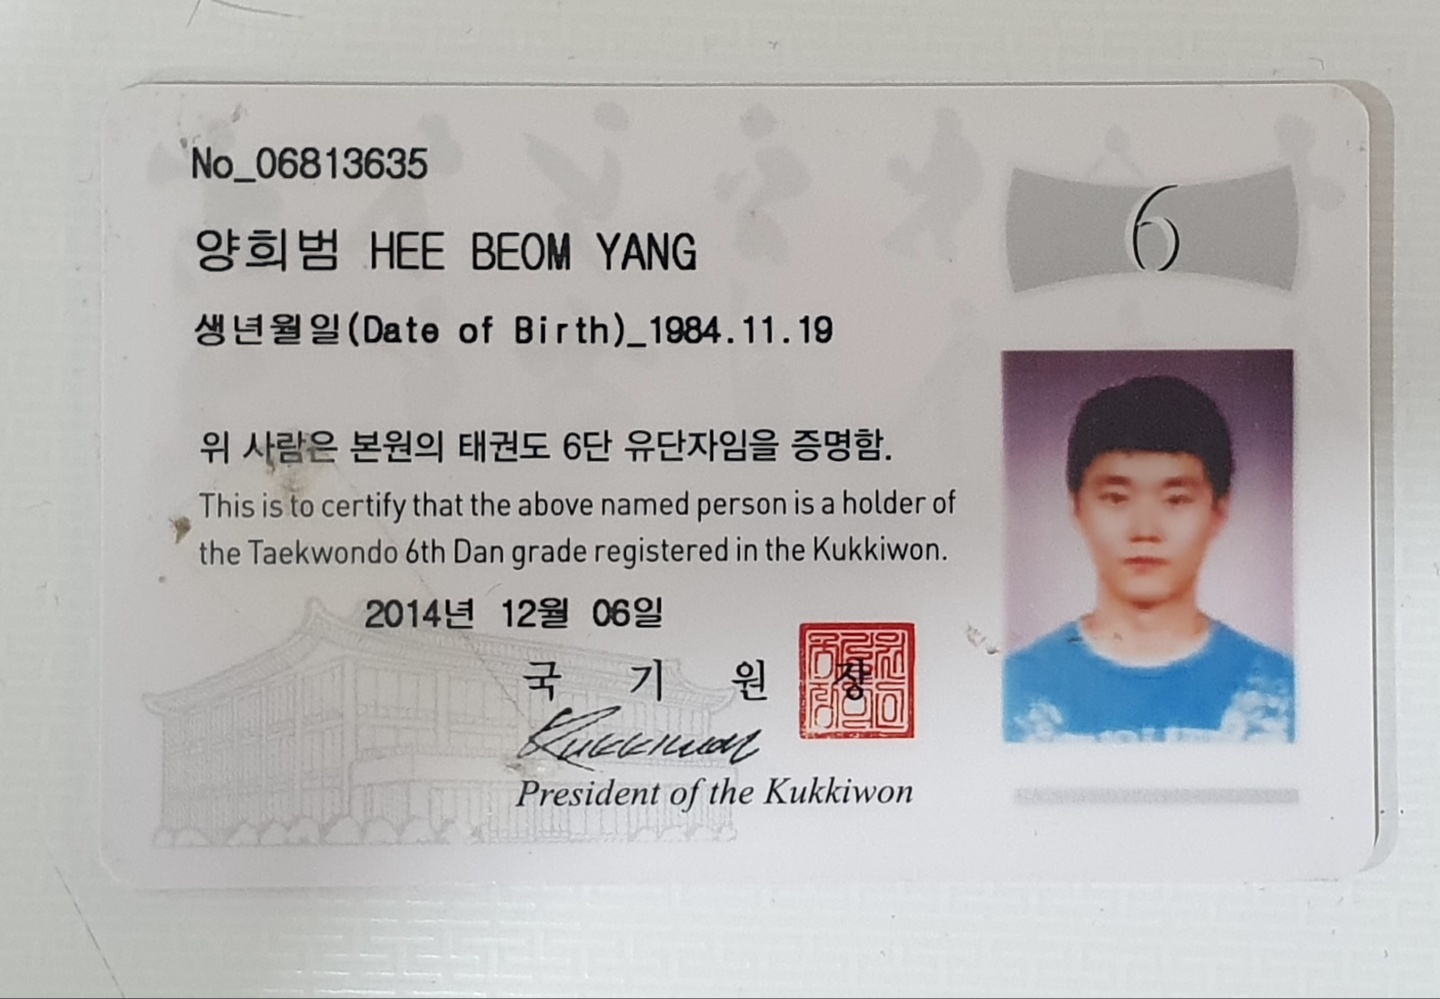 No_06813635
6
양희범 HEE BEOM YANG
생년월일(Date of Birth)_1984.11.19
위 사람은 본원의 태권도 6단 유단자임을 증명함.
This is to certify that the above named person is a holder of
the Taekwondo 6th Dan grade registered in the Kukkiwon.
2014년 12월 06일
국 기 원 장
Kukkiwon
President of the Kukkiwon